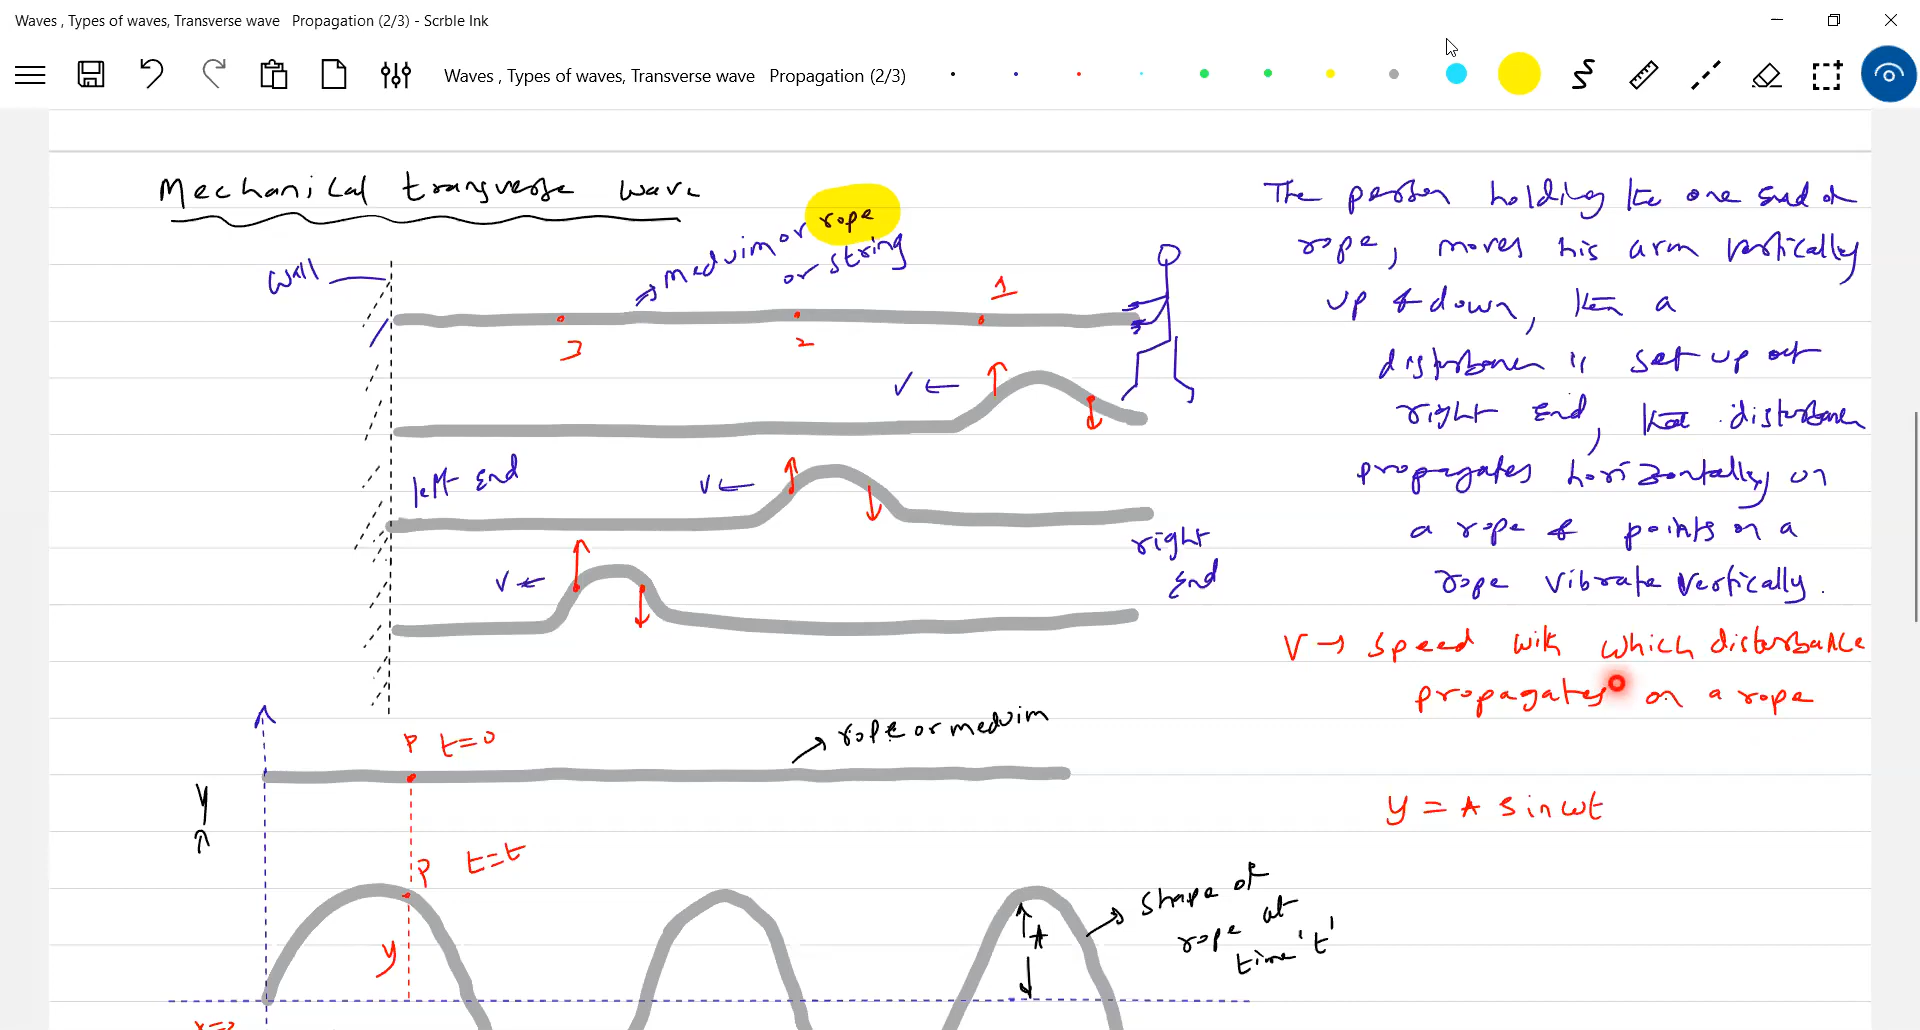 Waves , Types of waves, Transverse wave Propagation (2/3) - Scrble Ink
Waves , Types of waves, Transverse wave Propagation (2/3)
Mechanical transverse wave
wall
meduim or rope
or string
1
2
3
V ←
left end
V ←
right
end
V ←
The person holding the one end of
rope, moves his arm vertically
up & down, then a
disturbance is set up at
right end, that disturbance
propagates horizontally on
a rope & points on a
rope vibrate vertically.
V → speed with which disturbance
propagates on a rope
y = A sin ωt
P t=0
rope or meduim
y
P t=t
y
A
shape of
rope at
time 't'